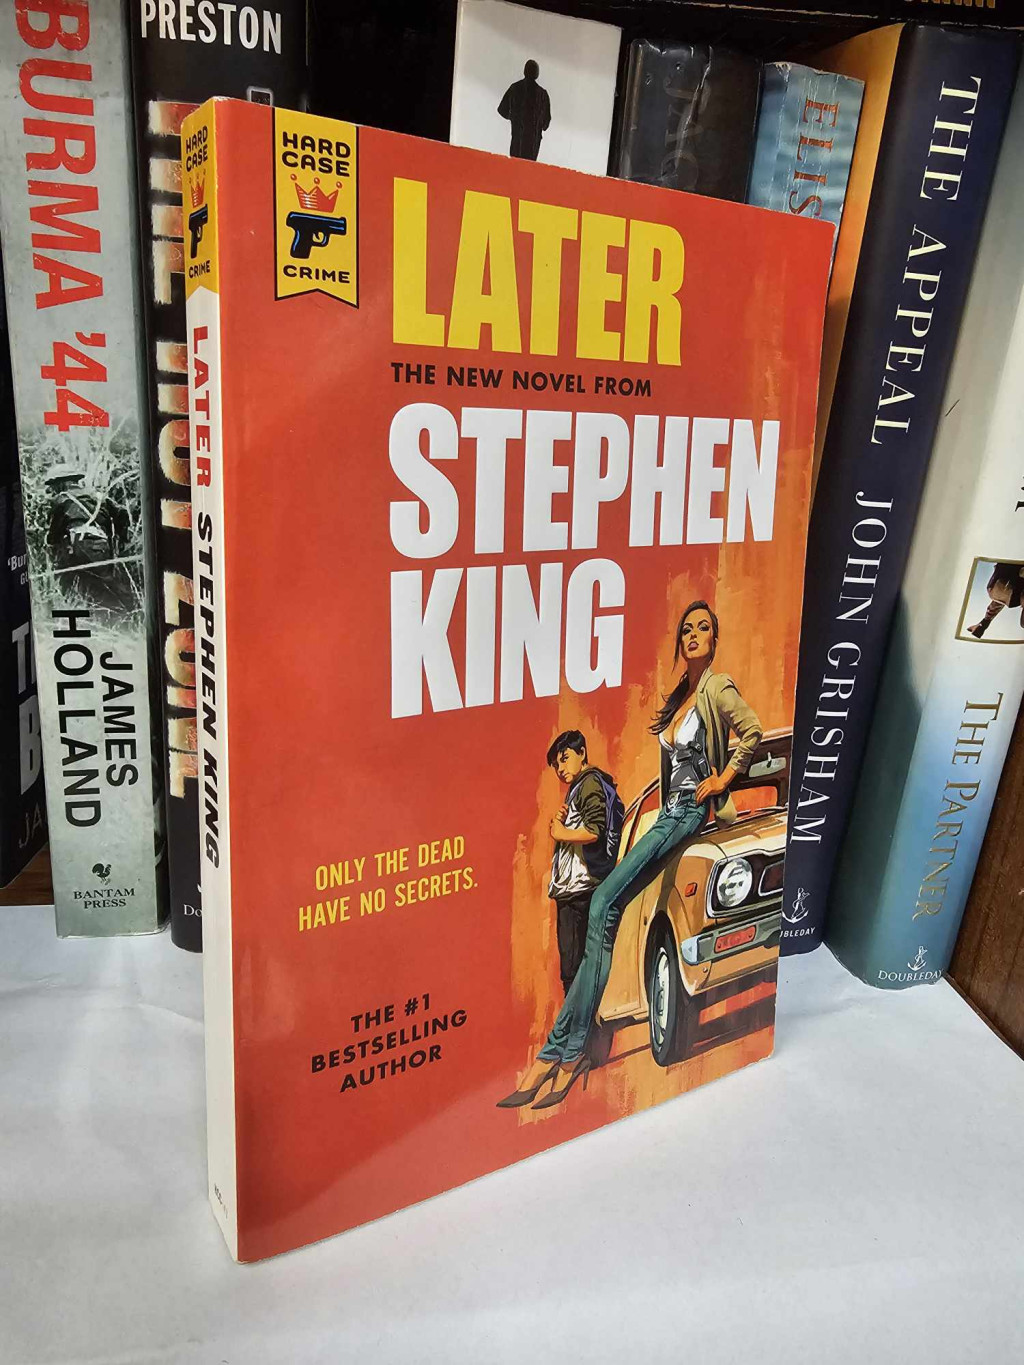 HARD
CASE
CRIME
LATER
THE NEW NOVEL FROM
STEPHEN
KING
ONLY THE DEAD
HAVE NO SECRETS.
THE #1
BESTSELLING
AUTHOR
HARD
CASE
CRIME
LATER STEPHEN KING
BURMA '44
JAMES
HOLLAND
BANTAM
PRESS
PRESTON
ELIS
THE APPEAL JOHN GRISHAM
THE PARTNER
DOUBLEDAY